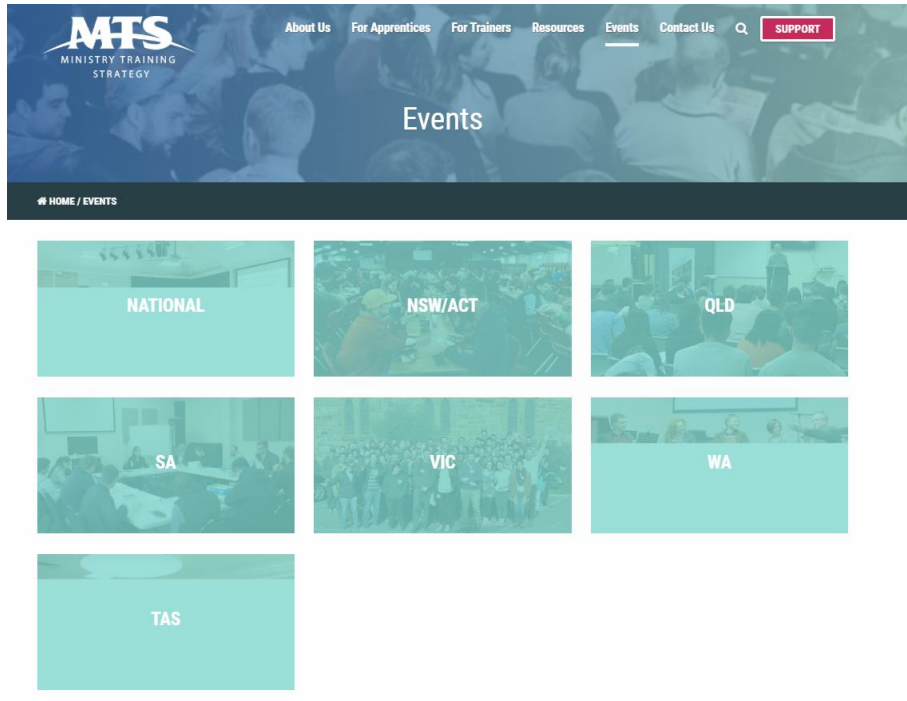 MTS
MINISTRY TRAINING
STRATEGY
About Us For Apprentices For Trainers Resources Events Contact Us SUPPORT
Events
HOME / EVENTS
NATIONAL NSW/ACT QLD
SA VIC WA
TAS